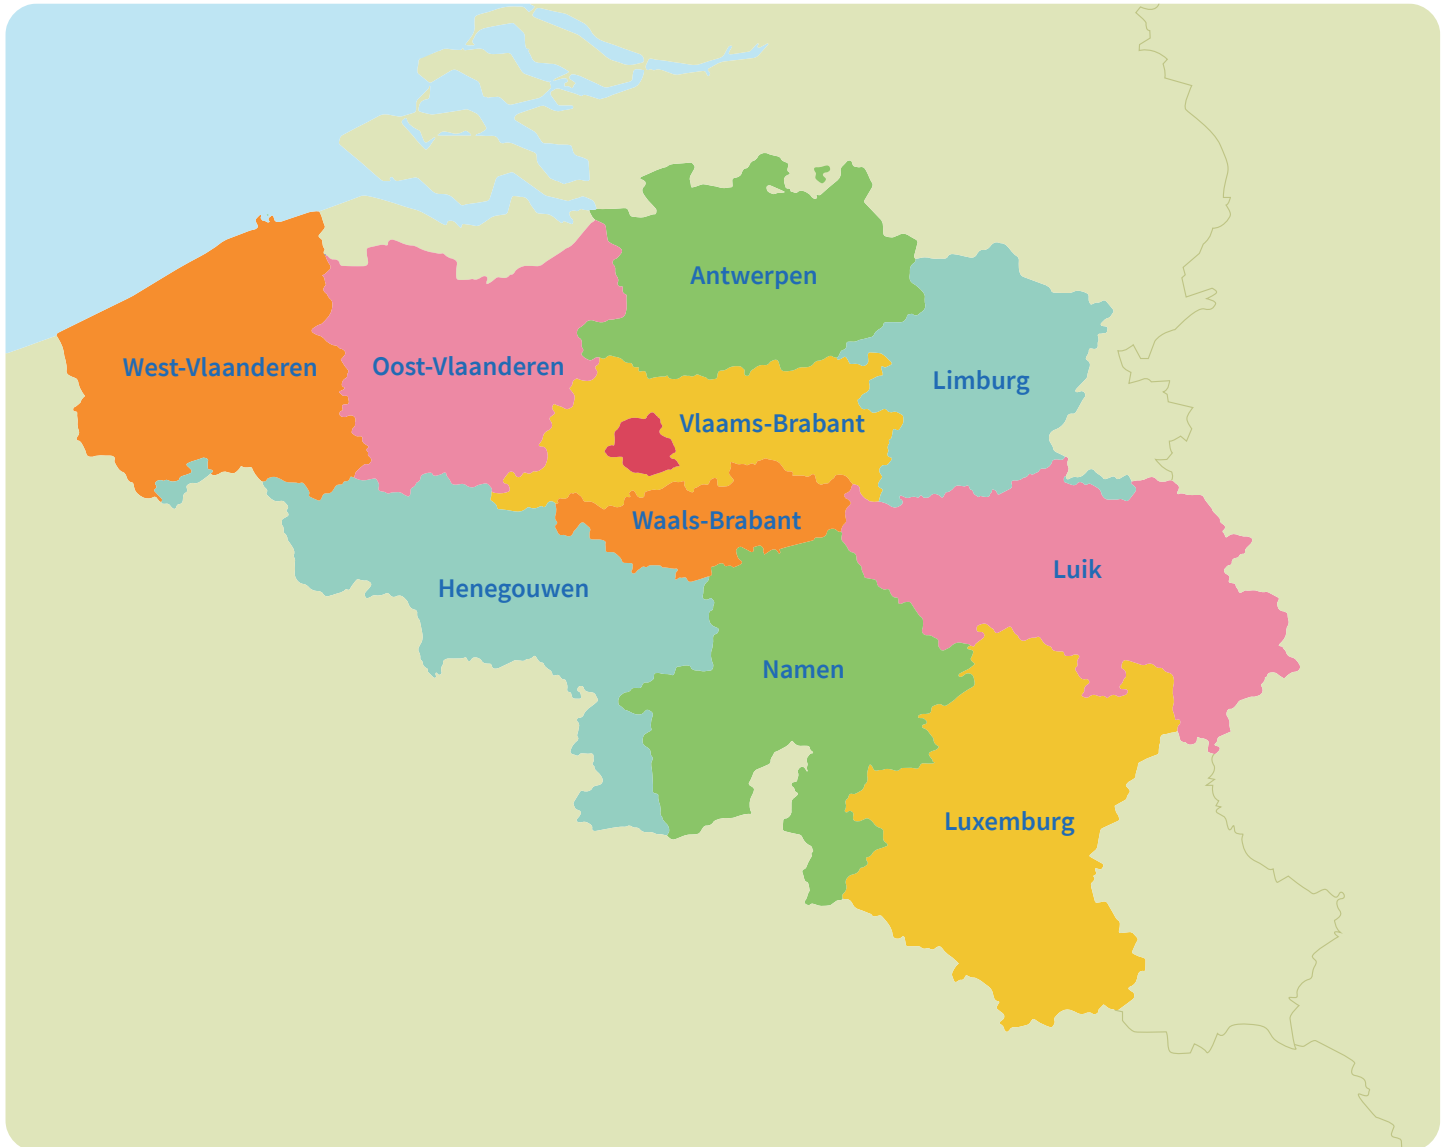 Antwerpen
West-Vlaanderen
Oost-Vlaanderen
Limburg
Vlaams-Brabant
Waals-Brabant
Luik
Henegouwen
Namen
Luxemburg